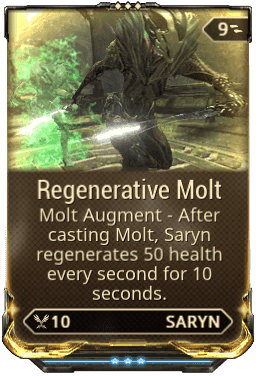 9
Regenerative Molt
Molt Augment - After
casting Molt, Saryn
regenerates 50 health
every second for 10
seconds.
10 SARYN